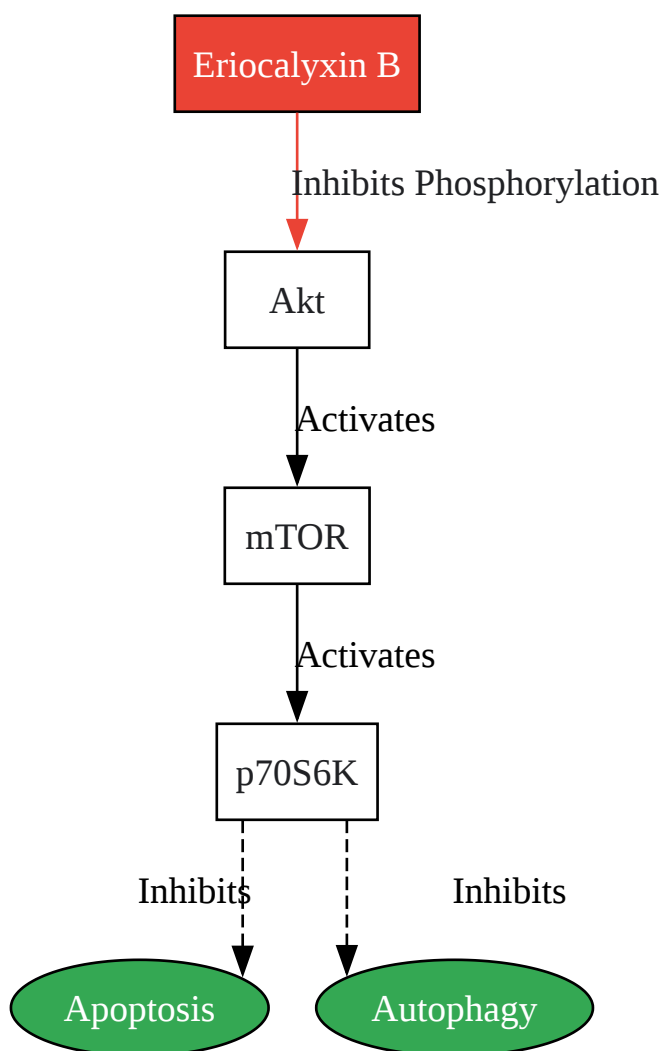 Eriocalyxin B
Inhibits Phosphorylation
Akt
Activates
mTOR
Activates
p70S6K
Inhibits
Inhibits
Apoptosis
Autophagy